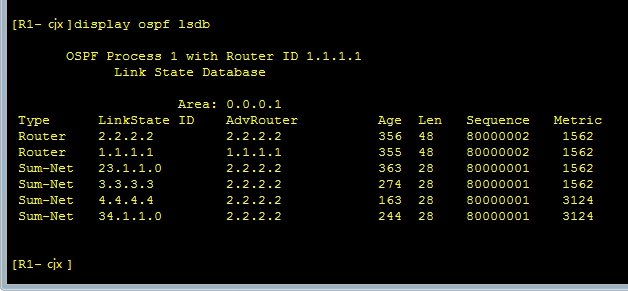 [R1- cjx ]display ospf lsdb
OSPF Process 1 with Router ID 1.1.1.1
Link State Database
Area: 0.0.0.1
Type LinkState ID AdvRouter Age Len Sequence Metric
Router 2.2.2.2 2.2.2.2 356 48 80000002 1562
Router 1.1.1.1 1.1.1.1 355 48 80000002 1562
Sum-Net 23.1.1.0 2.2.2.2 363 28 80000001 1562
Sum-Net 3.3.3.3 2.2.2.2 274 28 80000001 1562
Sum-Net 4.4.4.4 2.2.2.2 163 28 80000001 3124
Sum-Net 34.1.1.0 2.2.2.2 244 28 80000001 3124
[R1- cjx ]